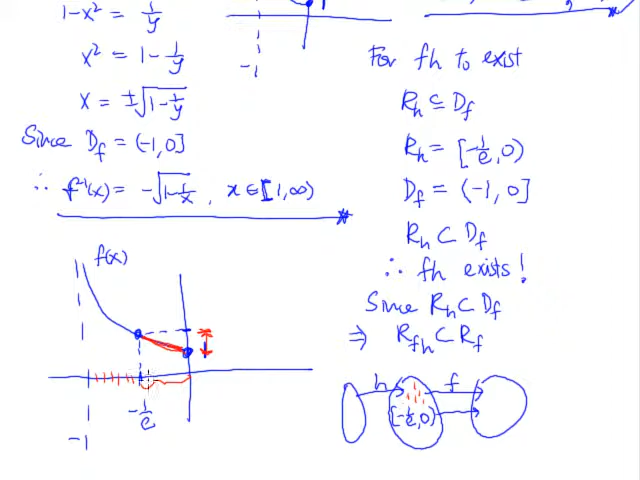 1-x² = 1/y
x² = 1 - 1/y
x = ±√(1-1/y)
Since D_f = (-1, 0]
∴ f⁻¹(x) = -√(1-1/x), x ∈ [1, ∞)
f(x)
1
-1/e
-1
-1
For fh to exist
R_h ⊆ D_f
R_h = [-1/e, 0)
D_f = (-1, 0]
R_h ⊂ D_f
∴ fh exists!
Since R_h ⊂ D_f
⇒ R_fh ⊂ R_f
h f
[-1/e, 0)